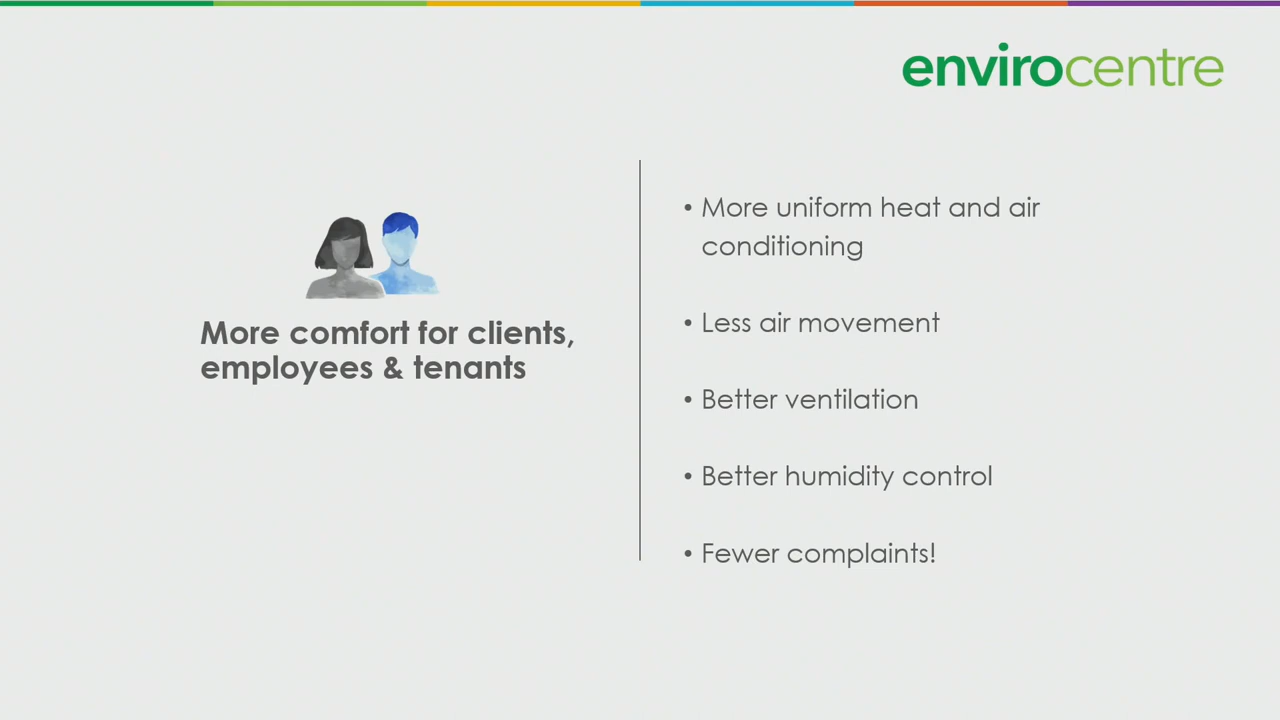 envirocentre
More comfort for clients,
employees & tenants
• More uniform heat and air
conditioning
• Less air movement
• Better ventilation
• Better humidity control
• Fewer complaints!